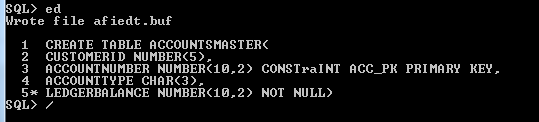 SQL> ed
Wrote file afiedt.buf
1 CREATE TABLE ACCOUNTSMASTER(
2 CUSTOMERID NUMBER(5),
3 ACCOUNTNUMBER NUMBER(10,2) CONSTraINT ACC_PK PRIMARY KEY,
4 ACCOUNTTYPE CHAR(3),
5* LEDGERBALANCE NUMBER(10,2) NOT NULL)
SQL> /